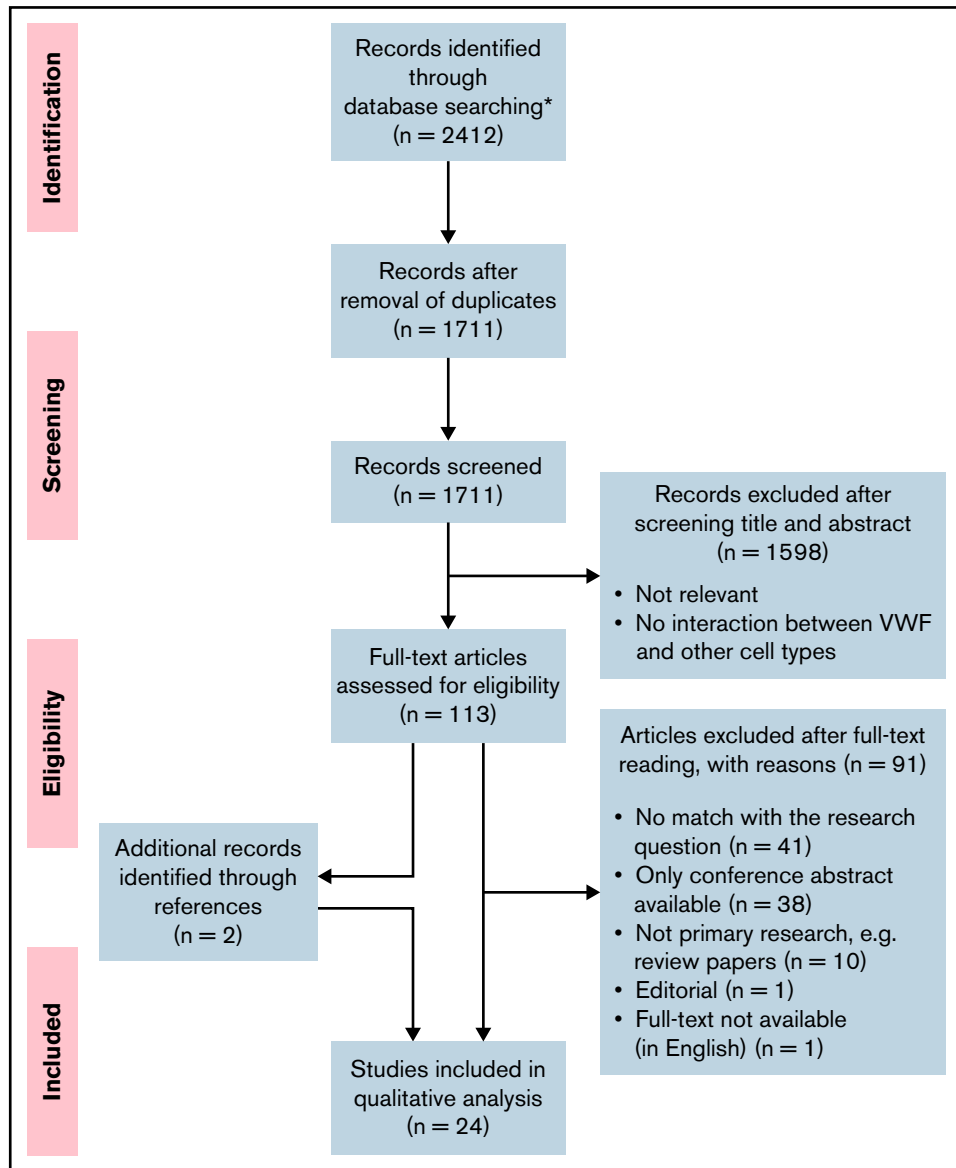 Identification
Records identified
through
database searching*
(n = 2412)
Records after
removal of duplicates
(n = 1711)
Screening
Records screened
(n = 1711)
Records excluded after
screening title and abstract
(n = 1598)
• Not relevant
• No interaction between VWF
and other cell types
Eligibility
Full-text articles
assessed for eligibility
(n = 113)
Articles excluded after full-text
reading, with reasons (n = 91)
• No match with the research
question (n = 41)
• Only conference abstract
available (n = 38)
• Not primary research, e.g.
review papers (n = 10)
• Editorial (n = 1)
• Full-text not available
(in English) (n = 1)
Additional records
identified through
references
(n = 2)
Included
Studies included in
qualitative analysis
(n = 24)